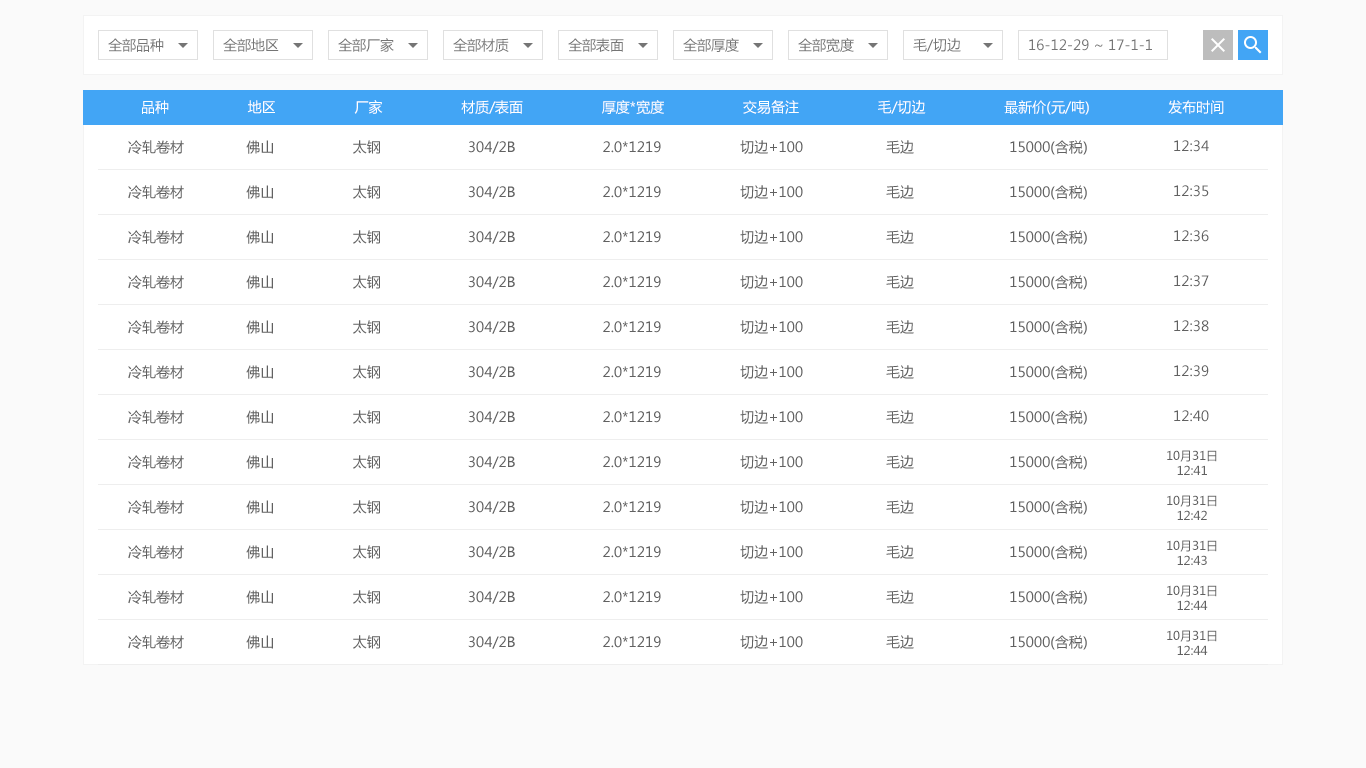 全部品种 全部地区 全部厂家 全部材质 全部表面 全部厚度 全部宽度 毛/切边 16-12-29 ~ 17-1-1
品种 地区 厂家 材质/表面 厚度*宽度 交易备注 毛/切边 最新价(元/吨) 发布时间
冷轧卷材 佛山 太钢 304/2B 2.0*1219 切边+100 毛边 15000(含税) 12:34
冷轧卷材 佛山 太钢 304/2B 2.0*1219 切边+100 毛边 15000(含税) 12:35
冷轧卷材 佛山 太钢 304/2B 2.0*1219 切边+100 毛边 15000(含税) 12:36
冷轧卷材 佛山 太钢 304/2B 2.0*1219 切边+100 毛边 15000(含税) 12:37
冷轧卷材 佛山 太钢 304/2B 2.0*1219 切边+100 毛边 15000(含税) 12:38
冷轧卷材 佛山 太钢 304/2B 2.0*1219 切边+100 毛边 15000(含税) 12:39
冷轧卷材 佛山 太钢 304/2B 2.0*1219 切边+100 毛边 15000(含税) 12:40
冷轧卷材 佛山 太钢 304/2B 2.0*1219 切边+100 毛边 15000(含税) 10月31日
12:41
冷轧卷材 佛山 太钢 304/2B 2.0*1219 切边+100 毛边 15000(含税) 10月31日
12:42
冷轧卷材 佛山 太钢 304/2B 2.0*1219 切边+100 毛边 15000(含税) 10月31日
12:43
冷轧卷材 佛山 太钢 304/2B 2.0*1219 切边+100 毛边 15000(含税) 10月31日
12:44
冷轧卷材 佛山 太钢 304/2B 2.0*1219 切边+100 毛边 15000(含税) 10月31日
12:44